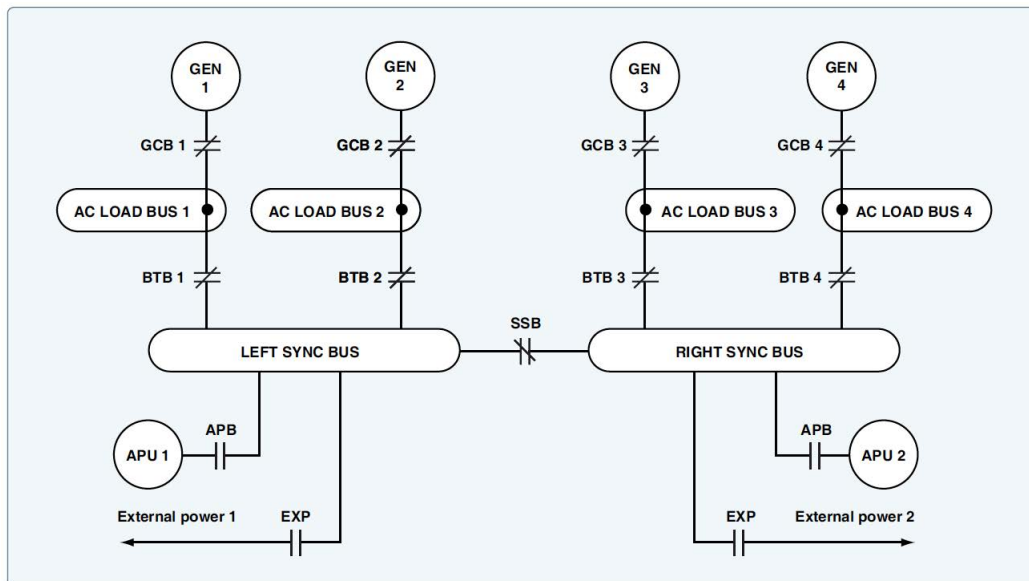 GEN
1
GEN
2
GEN
3
GEN
4
GCB 1
GCB 2
GCB 3
GCB 4
AC LOAD BUS 1
AC LOAD BUS 2
AC LOAD BUS 3
AC LOAD BUS 4
BTB 1
BTB 2
BTB 3
BTB 4
SSB
LEFT SYNC BUS
RIGHT SYNC BUS
APB
APB
APU 1
APU 2
External power 1
EXP
EXP
External power 2